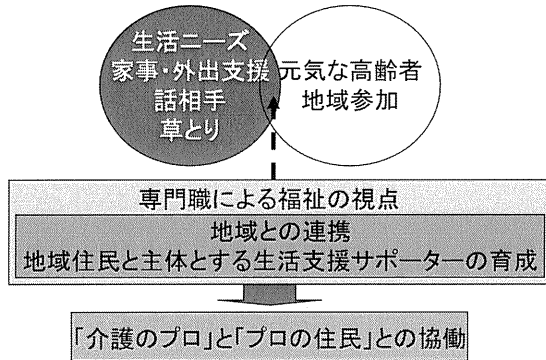 生活ニーズ
家事・外出支援
話相手
草とり
元気な高齢者
地域参加
専門職による福祉の視点
地域との連携
地域住民と主体とする生活支援サポーターの育成
「介護のプロ」と「プロの住民」との協働